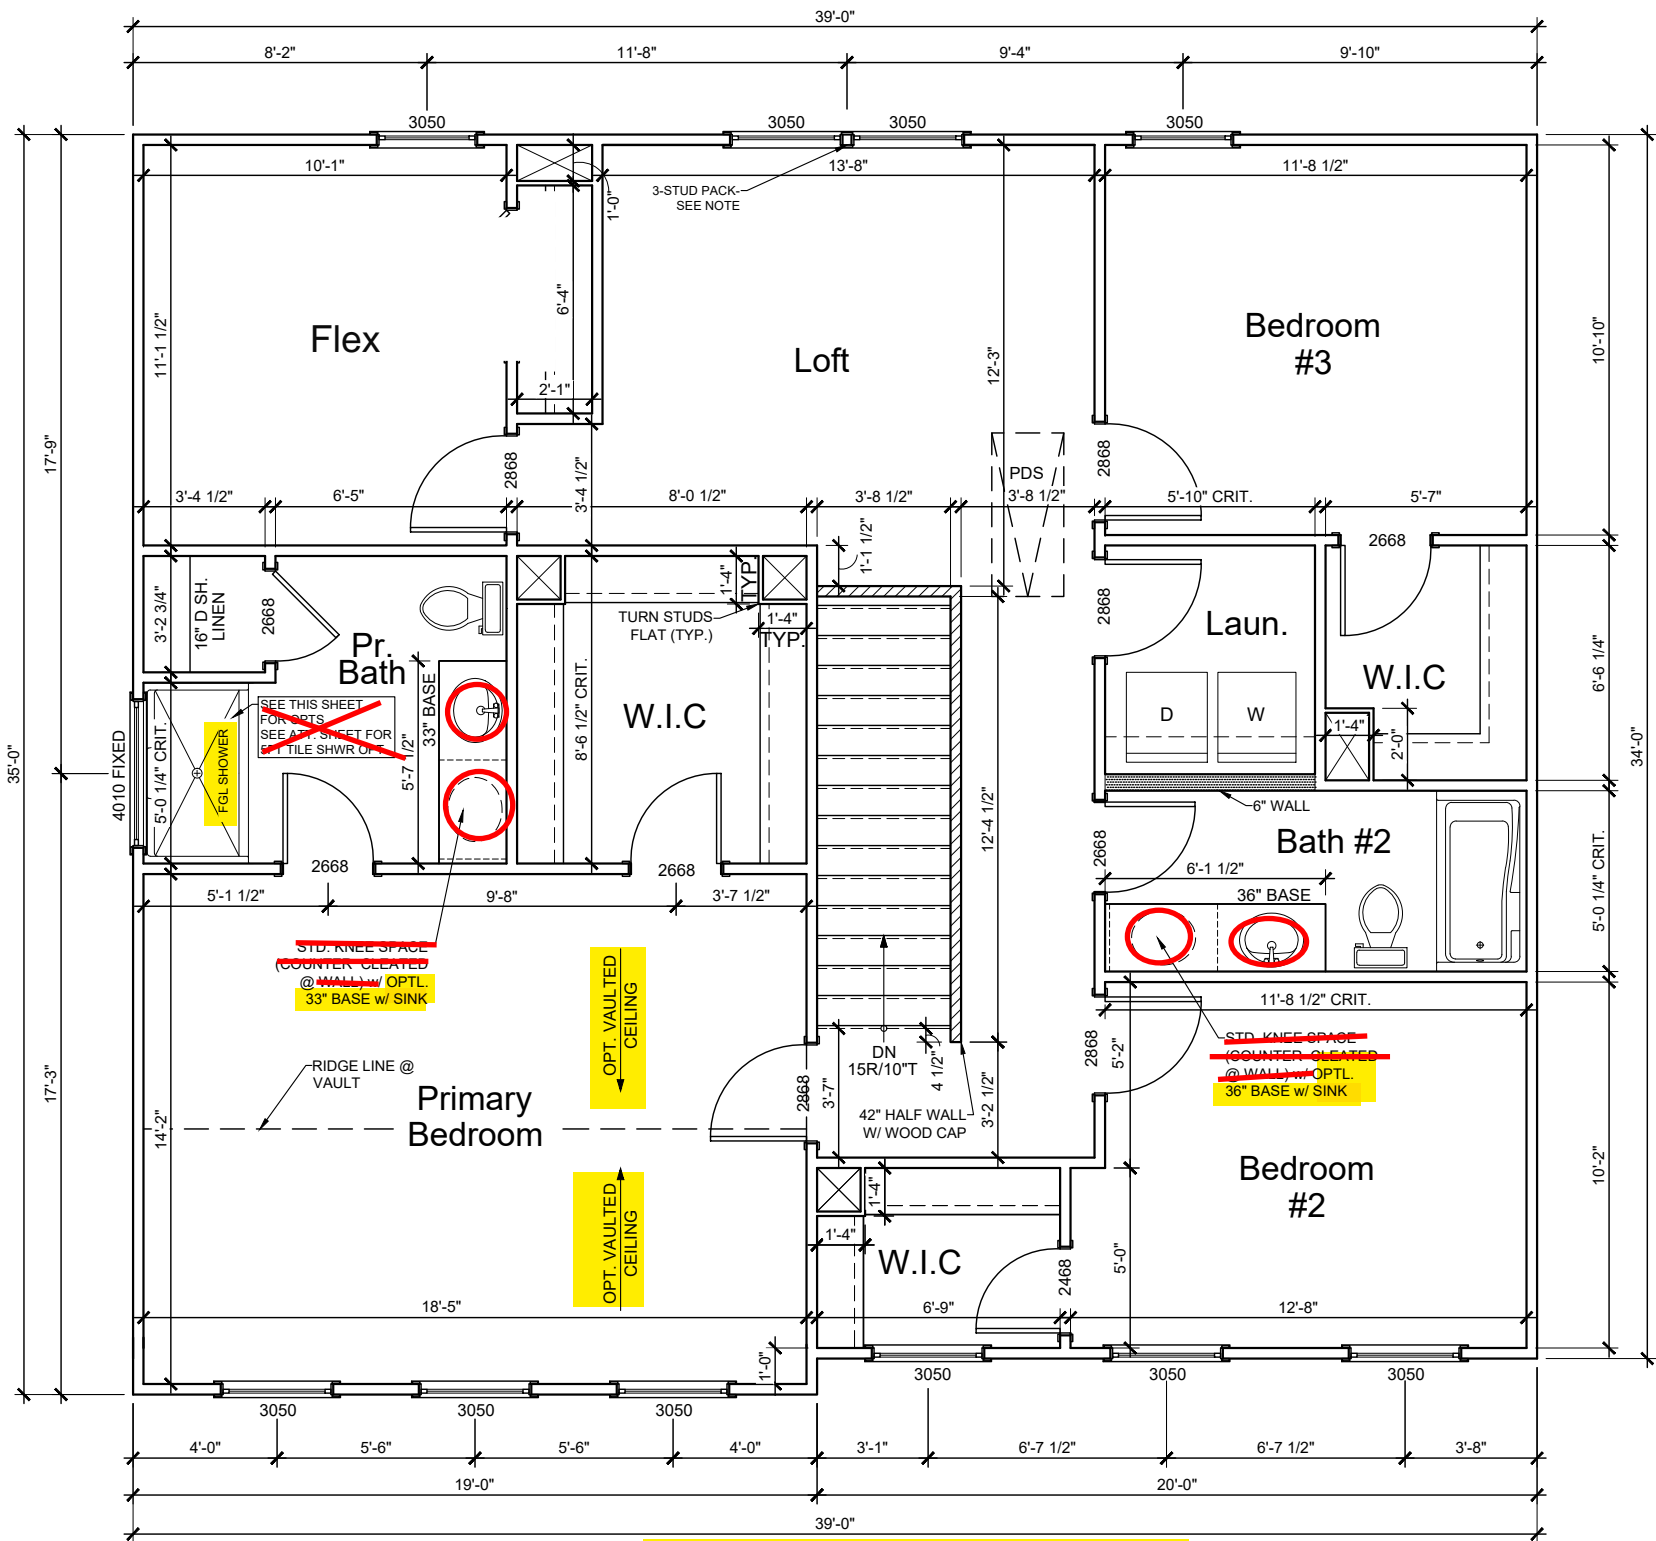 39'-0"
8'-2"
11'-8"
9'-4"
9'-10"
3050
3050
3050
3050
10'-1"
13'-8"
11'-8 1/2"
3-STUD PACK-
SEE NOTE
1'-0"
6'-4"
11'-1 1/2"
Flex
Loft
12'-3"
Bedroom
#3
10'-10"
2'-1"
17'-9"
2868
3'-4 1/2"
PDS
2868
3'-4 1/2"
6'-5"
8'-0 1/2"
3'-8 1/2"
3'-8 1/2"
5'-10" CRIT.
5'-7"
2668
1'-1 1/2"
3'-2 3/4"
16" D SH.
LINEN
2668
Pr.
Bath
1'-4"
TYP.
TURN STUDS
FLAT (TYP.)
1'-4"
TYP.
2868
Laun.
W.I.C
6'-6 1/4"
35'-0"
34'-0"
4010 FIXED
5'-0 1/4" CRIT.
FGL SHOWER
SEE THIS SHEET
FOR OPTS
SEE ATT. SHEET FOR
5FT TILE SHWR OPT
33" BASE
5'-7 1/2"
8'-6 1/2" CRIT.
W.I.C
D
W
1'-4"
2'-0"
6" WALL
12'-4 1/2"
2668
Bath #2
6'-1 1/2"
36" BASE
5'-0 1/4" CRIT.
2668
2668
5'-1 1/2"
9'-8"
3'-7 1/2"
STD. KNEE SPACE
(COUNTER CLEATED
@ WALL) w/ OPTL.
33" BASE w/ SINK
OPT. VAULTED
CEILING
11'-8 1/2" CRIT.
STD. KNEE SPACE
(COUNTER CLEATED
@ WALL) w/ OPTL.
36" BASE w/ SINK
DN
15R/10"T
4 1/2"
2868
5'-2"
RIDGE LINE @
VAULT
17'-3"
14'-2"
Primary
Bedroom
2868
3'-7"
42" HALF WALL
W/ WOOD CAP
3'-2 1/2"
Bedroom
#2
10'-2"
OPT. VAULTED
CEILING
1'-4"
1'-4"
W.I.C
2468
5'-0"
18'-5"
6'-9"
12'-8"
1'-0"
3050
3050
3050
3050
3050
3050
4'-0"
5'-6"
5'-6"
4'-0"
3'-1"
6'-7 1/2"
6'-7 1/2"
3'-8"
19'-0"
20'-0"
39'-0"